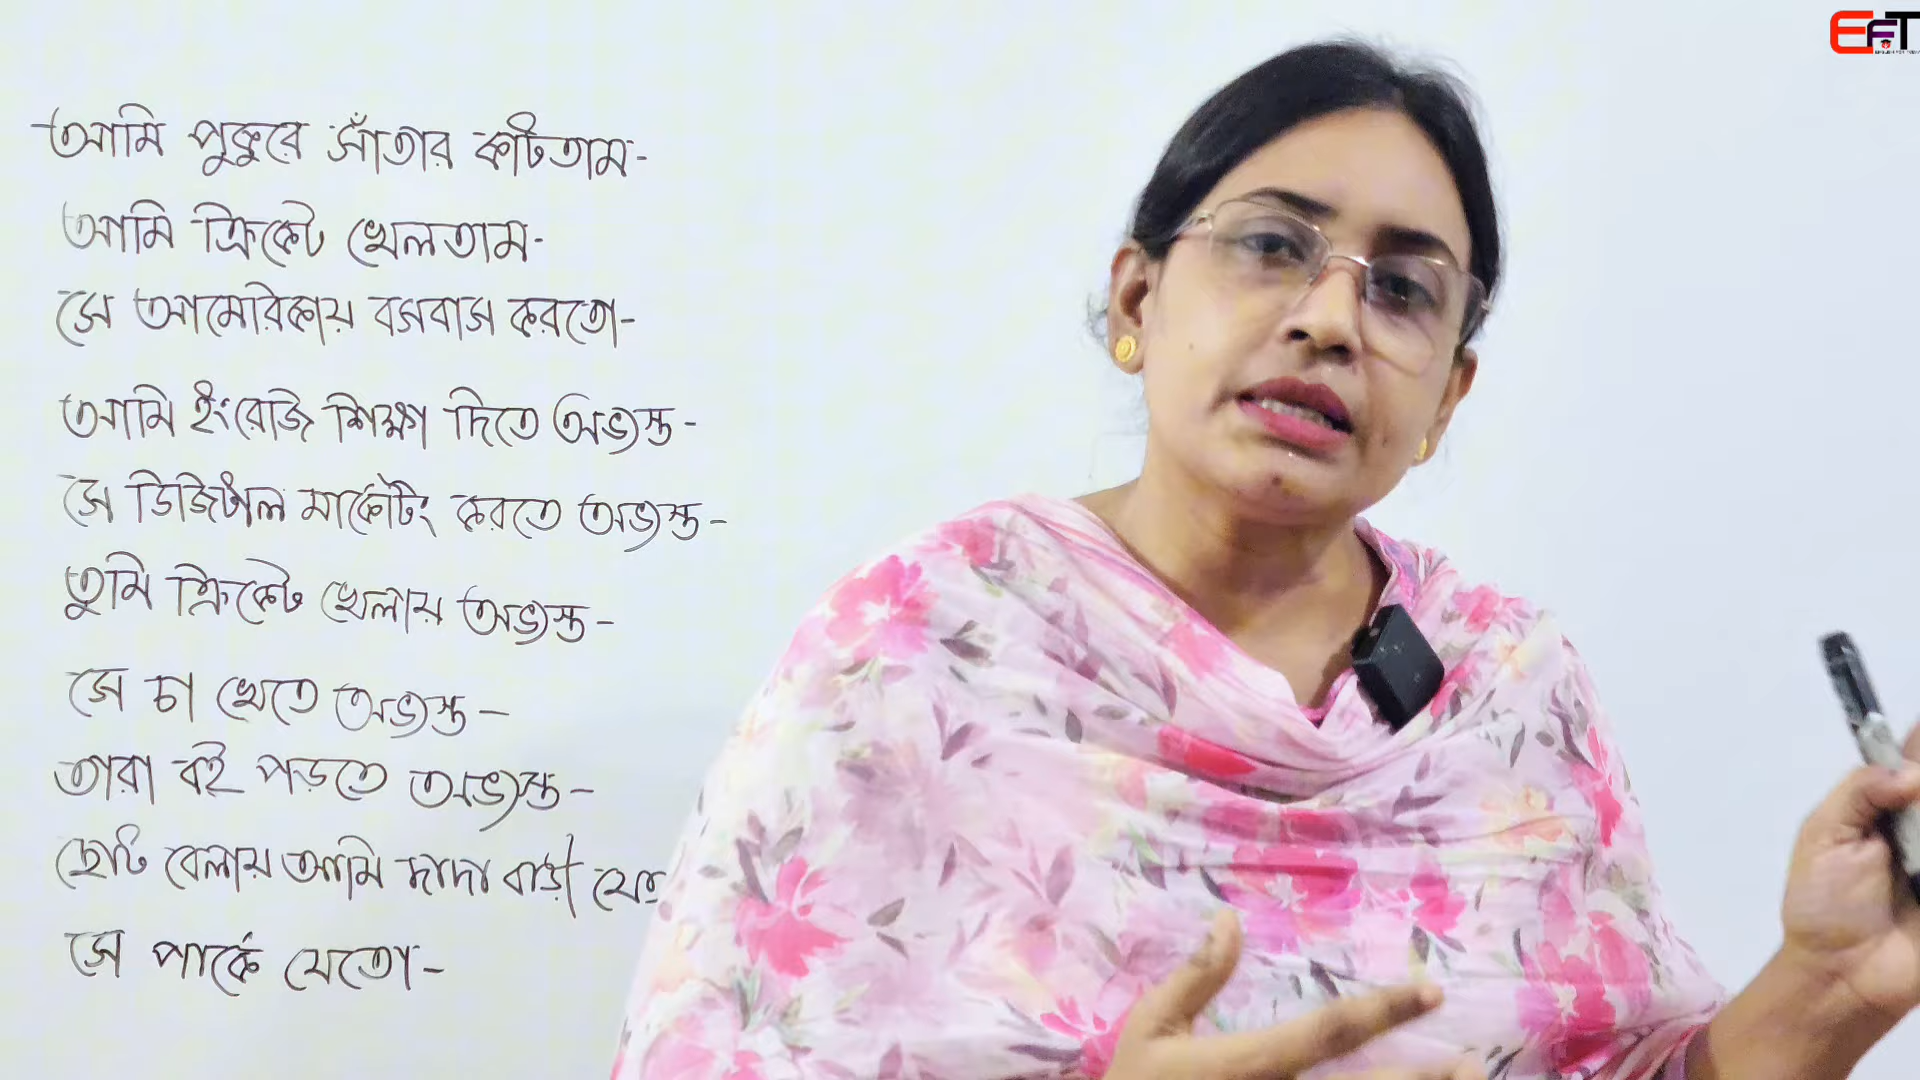 EFT
আমি পুকুরে সাঁতার কাটতাম-
আমি ক্রিকেট খেলতাম-
সে আমেরিকায় বসবাস করতো-
আমি ইংরেজি শিক্ষা দিতে অভ্যস্ত-
সে ডিজিটাল মার্কেটিং করতে অভ্যস্ত-
তুমি ক্রিকেট খেলায় অভ্যস্ত-
সে চা খেতে অভ্যস্ত-
তারা বই পড়তে অভ্যস্ত-
ছোট বেলায় আমি দাদা বাড়ী
সে পার্কে যেতো-